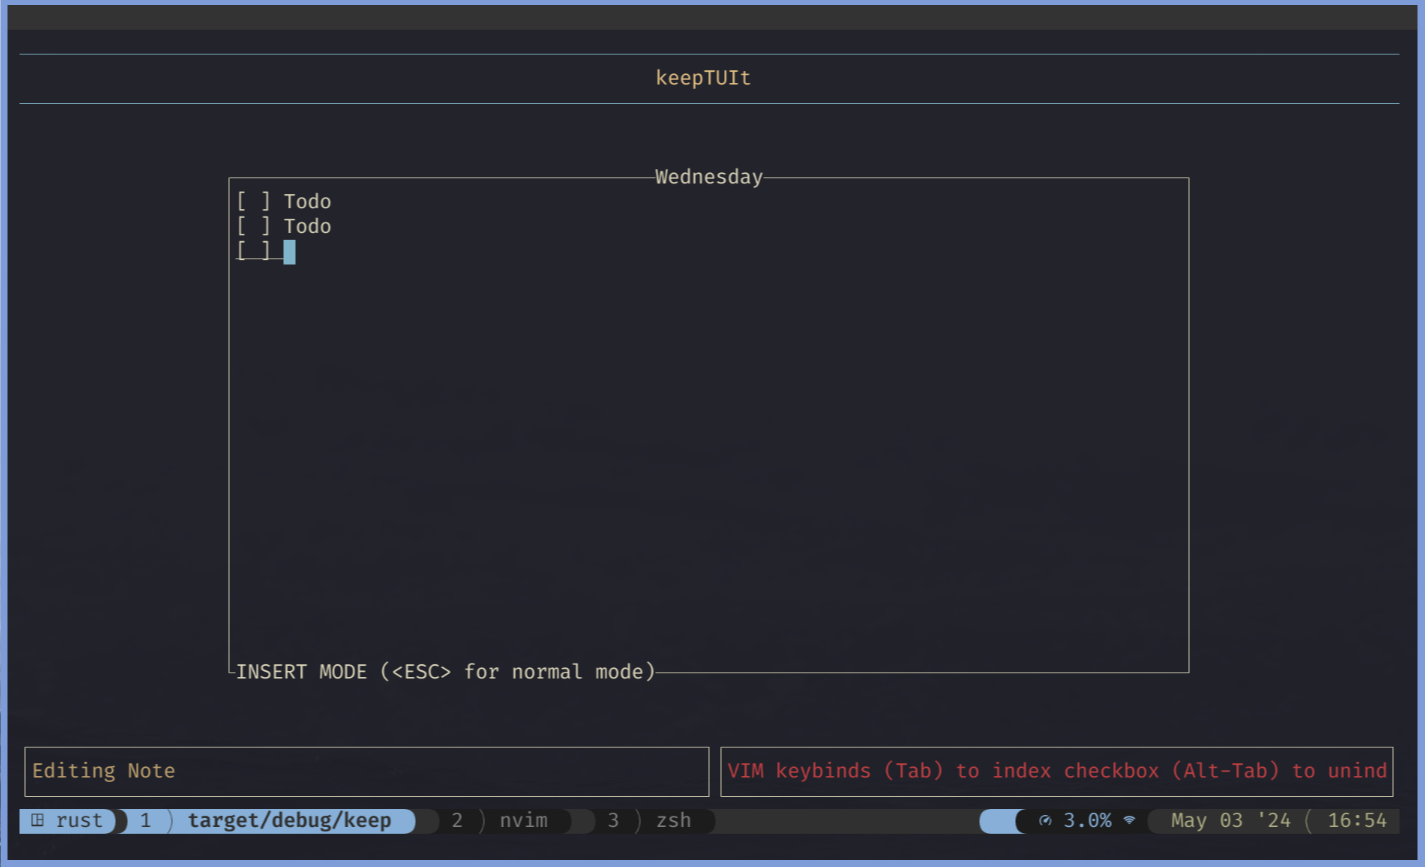 keepTUIt
Wednesday
[ ] Todo
[ ] Todo
[ ]
INSERT MODE (<ESC> for normal mode)
Editing Note
VIM keybinds (Tab) to index checkbox (Alt-Tab) to unind
rust 1 target/debug/keep 2 nvim 3 zsh 3.0% May 03 '24 16:54